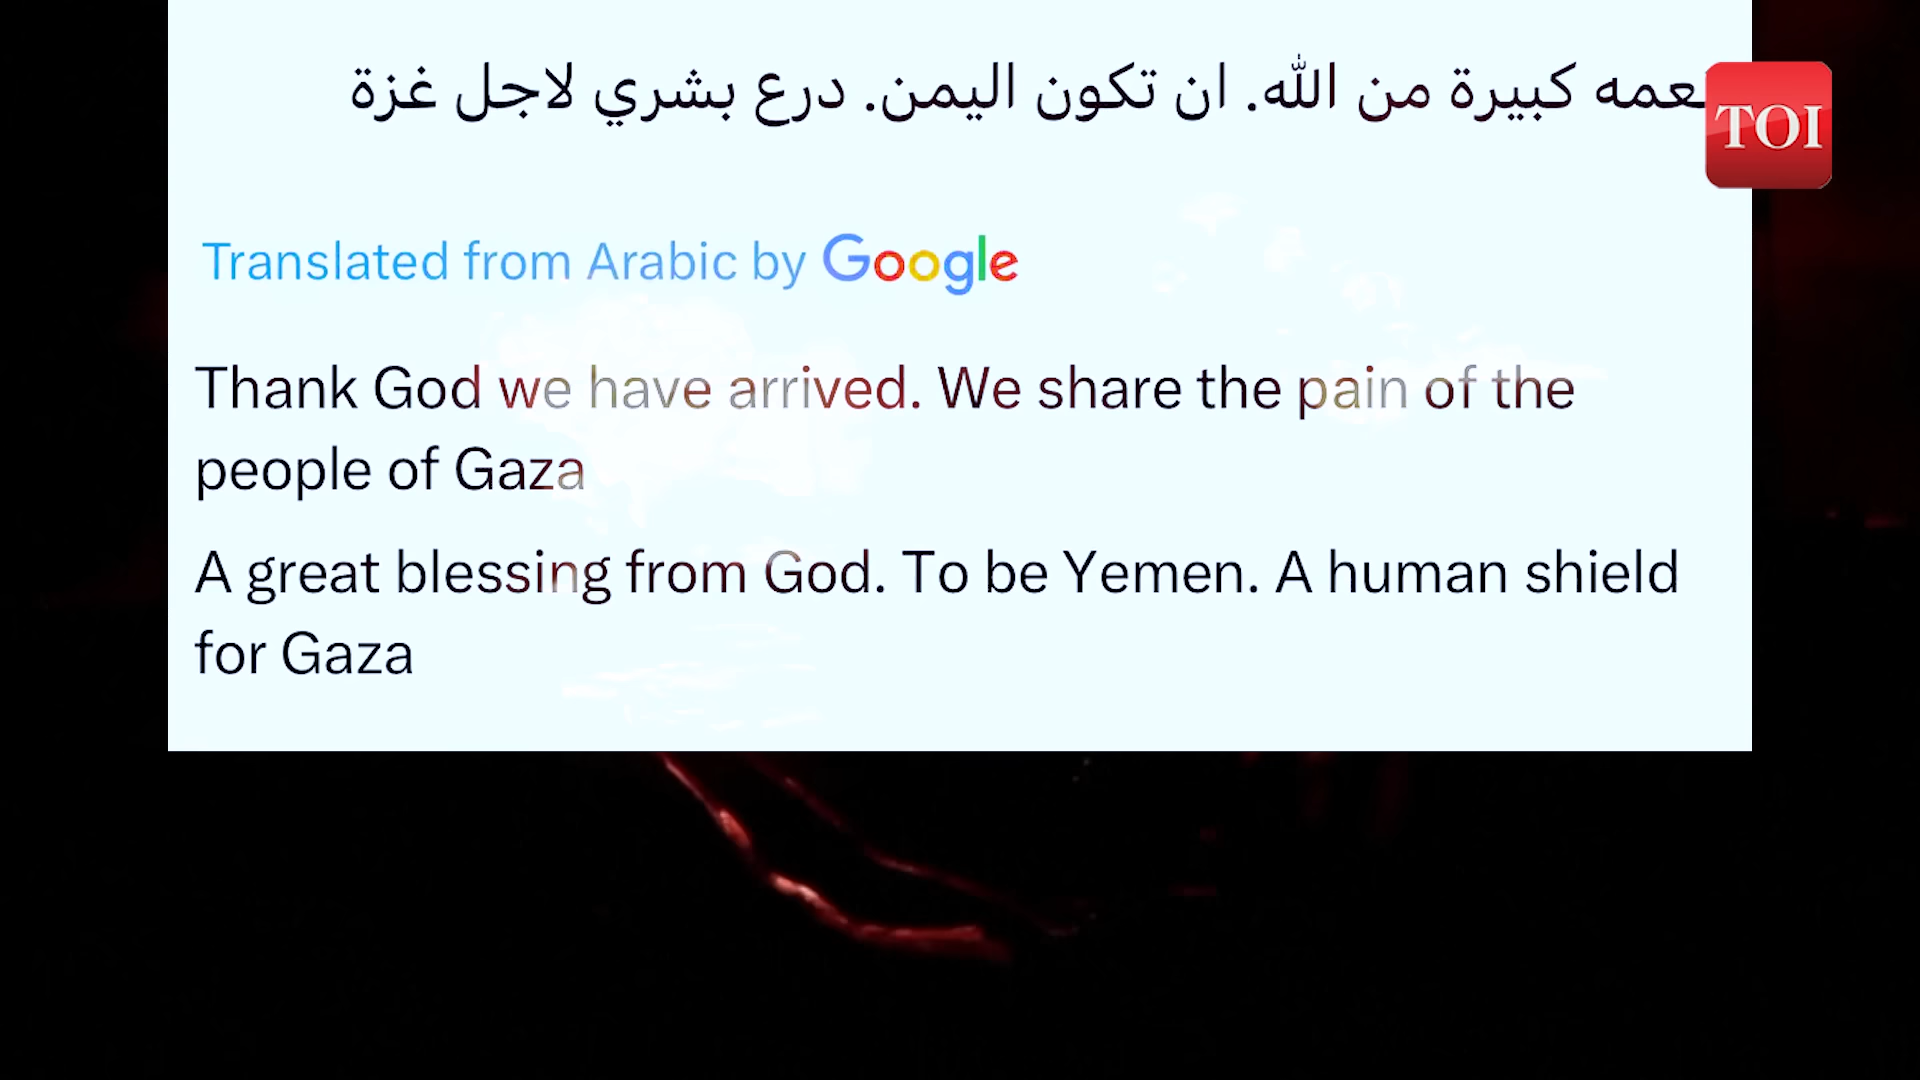 عمه كبيرة من الله. ان تكون اليمن. درع بشري لاجل غزة
TOI
Translated from Arabic by Google
Thank God we have arrived. We share the pain of the
people of Gaza
A great blessing from God. To be Yemen. A human shield
for Gaza